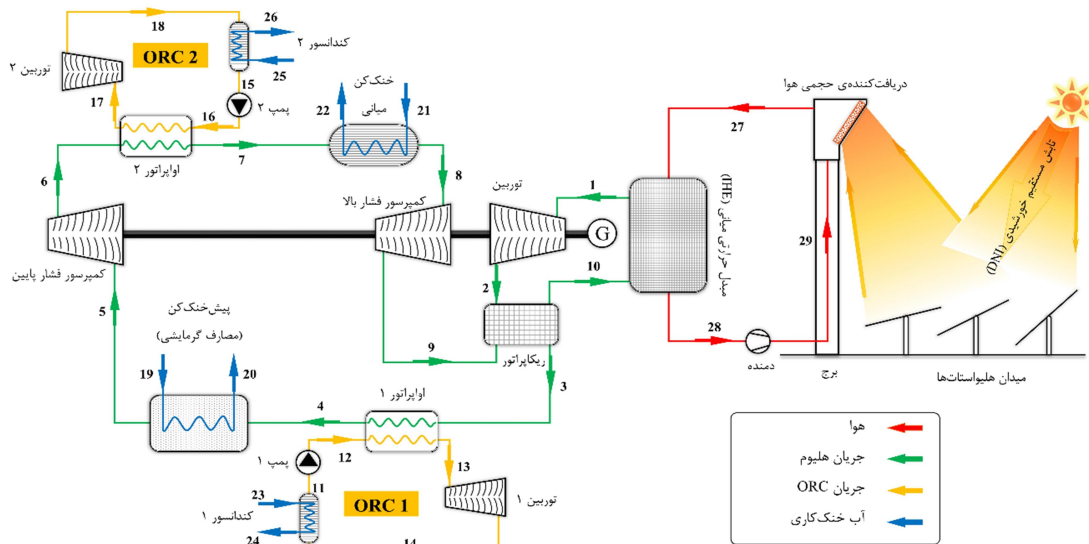 18
26
کندانسور ۲
ORC 2
25
توربین ۲
15
پمپ ۲
17
16
اواپراتور ۲
7
6
خنک‌کن
میانی
22
21
8
کمپرسور فشار بالا
توربین
1
G
کمپرسور فشار پایین
5
2
10
9
ریکاپراتور
3
مبدل حرارتی میانی (IHE)
27
28
29
دمنده
برج
دریافت‌کننده‌ی حجمی هوا
تابش مستقیم خورشیدی (DNI)
میدان هلیواستات‌ها
پیش‌خنک‌کن
(مصارف گرمایشی)
19
20
4
اواپراتور ۱
پمپ ۱
12
13
11
23
کندانسور ۱
24
ORC 1
توربین ۱
14
هوا
جریان هلیوم
جریان ORC
آب خنک‌کاری